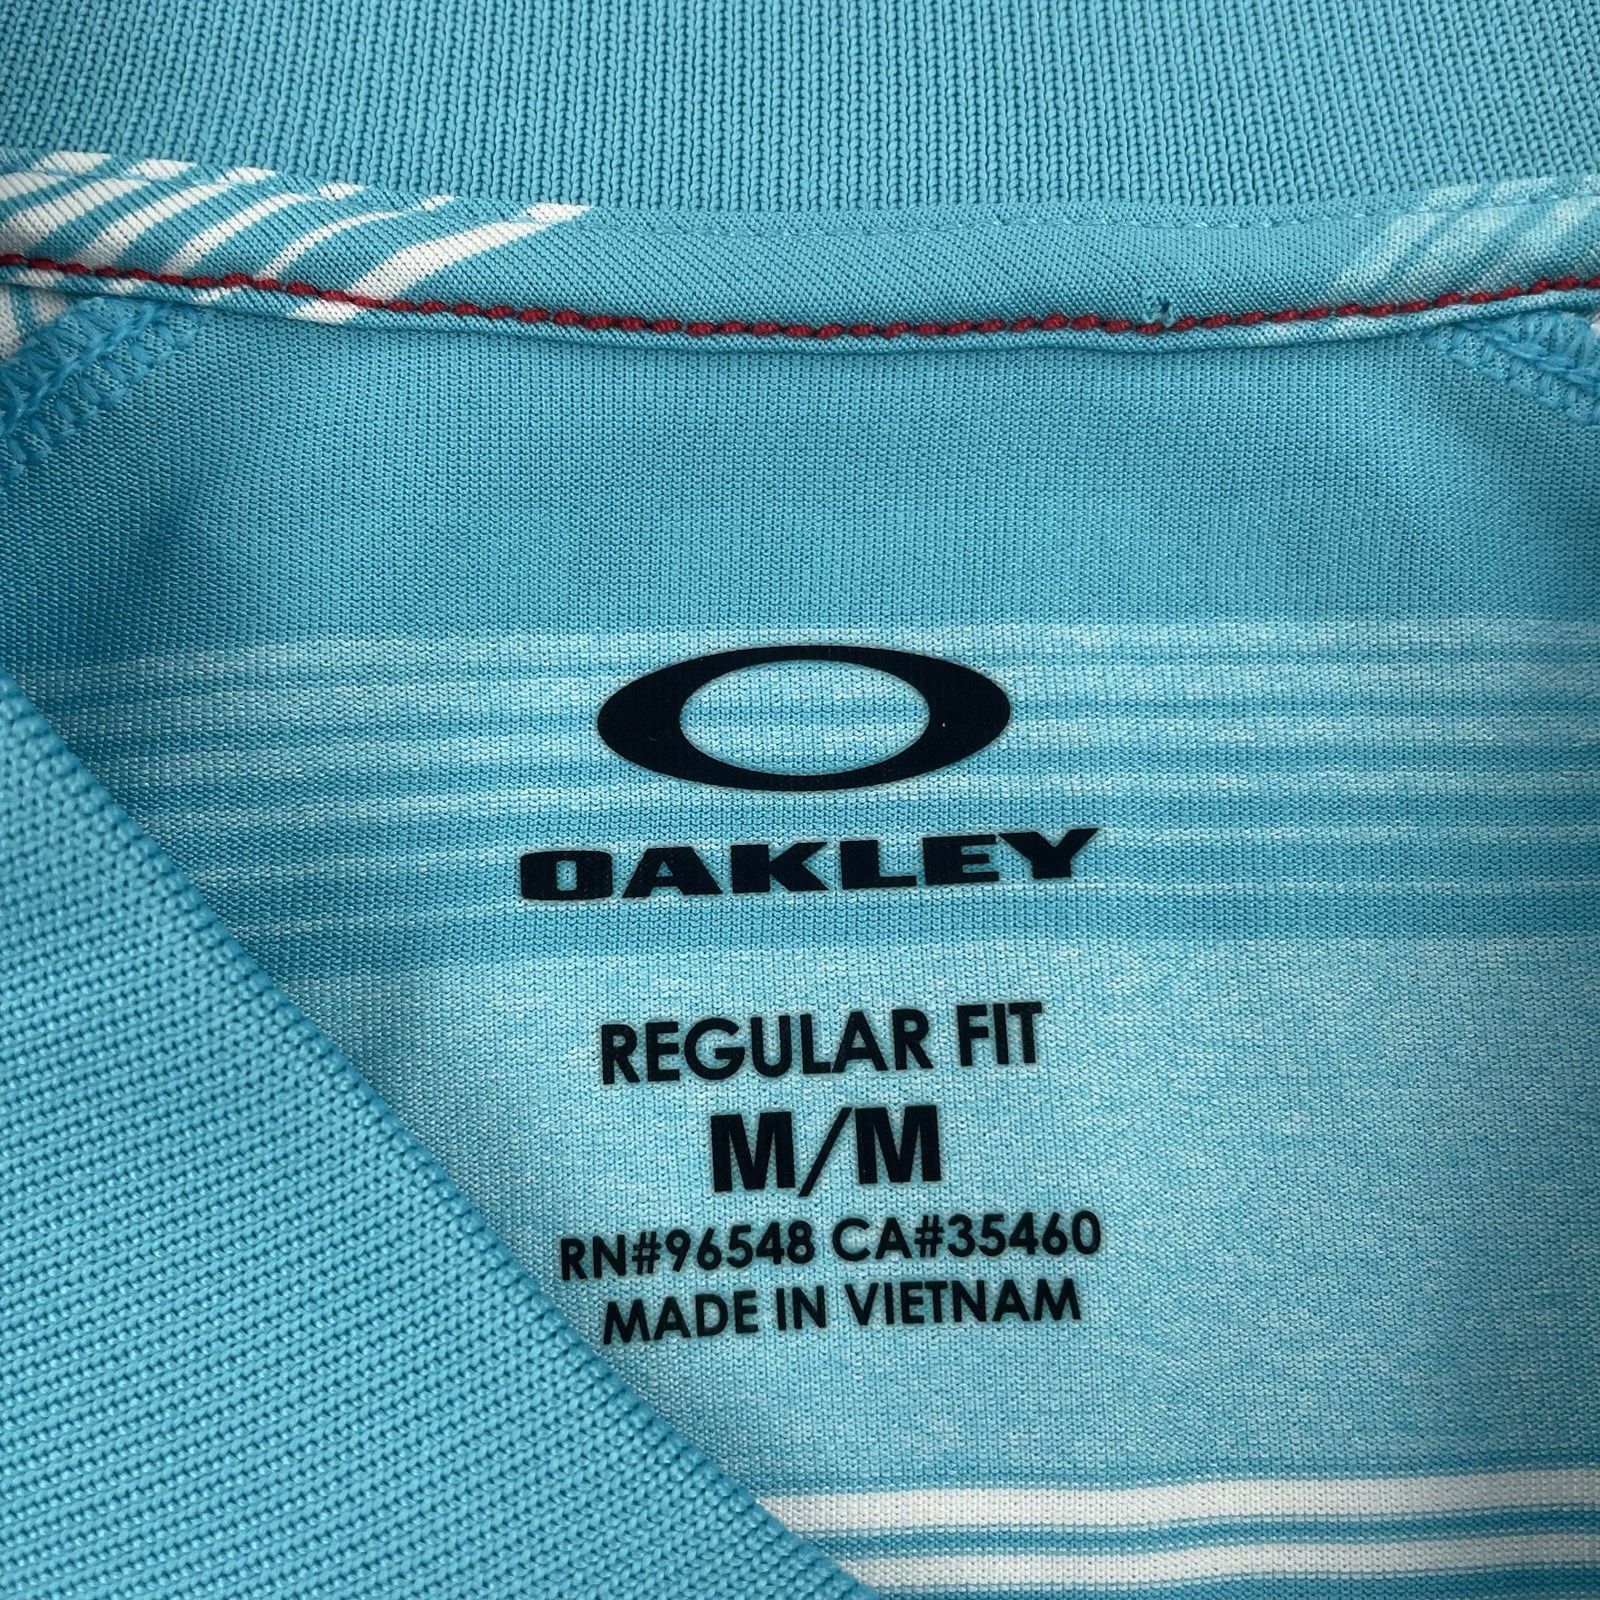 OAKLEY
REGULAR FIT
M/M
RN#96548 CA#35460
MADE IN VIETNAM